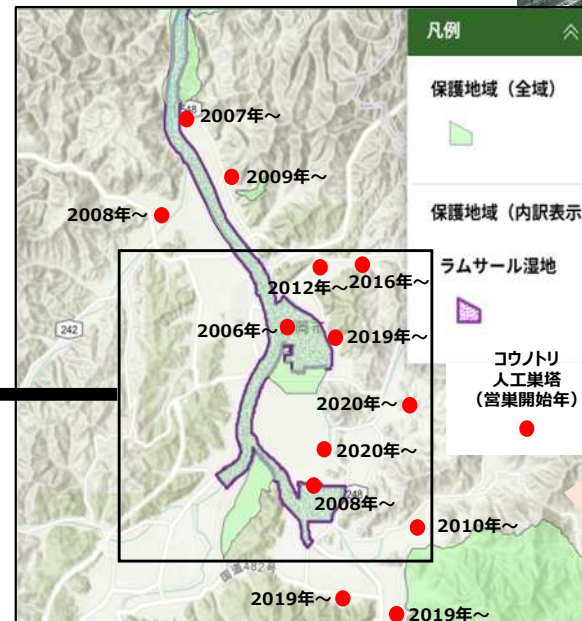 凡例
保護地域（全域）
保護地域（内訳表示
ラムサール湿地
コウノトリ
人工巣塔
（営巣開始年）
2007年～
2009年～
2008年～
2012年～
2016年～
2006年～
2019年～
242
2020年～
2020年～
2008年～
2010年～
国道482号
2019年～
2019年～